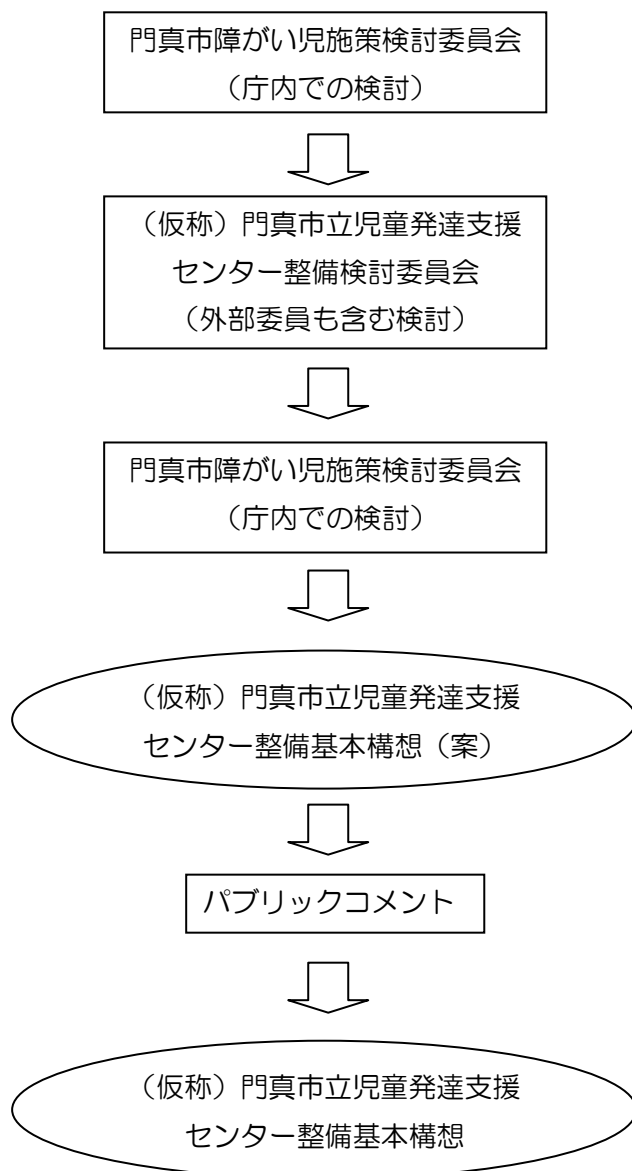 門真市障がい児施策検討委員会
（庁内での検討）
（仮称）門真市立児童発達支援
センター整備検討委員会
（外部委員も含む検討）
門真市障がい児施策検討委員会
（庁内での検討）
（仮称）門真市立児童発達支援
センター整備基本構想（案）
パブリックコメント
（仮称）門真市立児童発達支援
センター整備基本構想